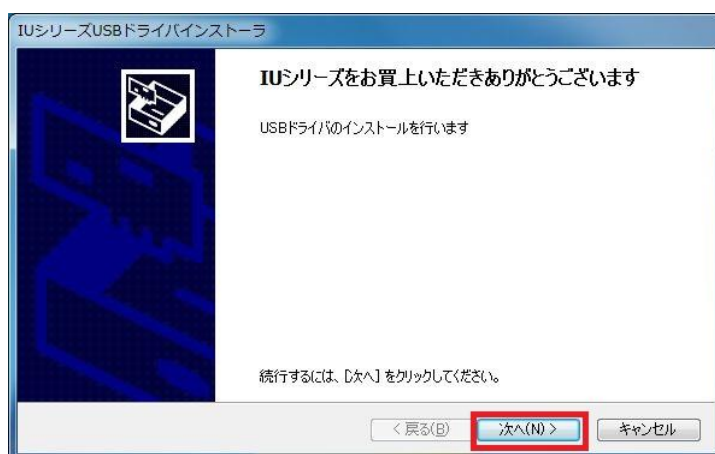 IUシリーズUSBドライバインストーラ
IUシリーズをお買上いただきありがとうございます
USBドライバのインストールを行います
続行するには、[次へ] をクリックしてください。
< 戻る(B)
次へ(N) >
キャンセル